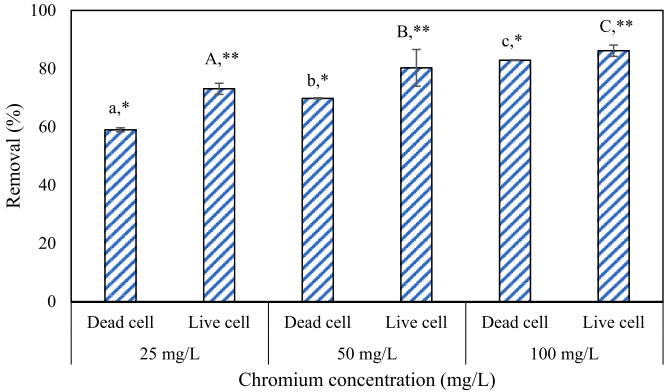 100
80
60
40
20
0
Removal (%)
a,*
A,**
b,*
B,**
c,*
C,**
Dead cell Live cell Dead cell Live cell Dead cell Live cell
25 mg/L 50 mg/L 100 mg/L
Chromium concentration (mg/L)